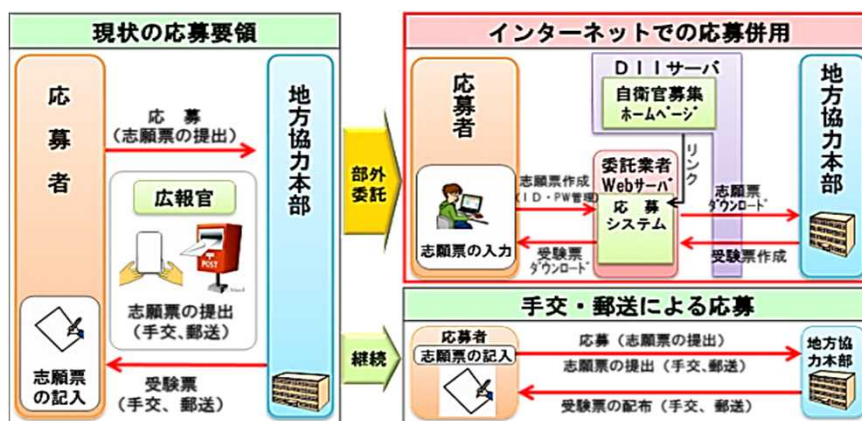 現状の応募要領
応募者
応 募
(志願票の提出)
広報官
POST
志願票の提出
(手交、郵送)
志願票
の記入
受験票
(手交、郵送)
地方協力本部
部外
委託
継続
インターネットでの応募併用
応募者
志願票の入力
志願票作成
(ID・PW管理)
受験票
ダウンロード
DIIサーバ
自衛官募集
ホームページ
リンク
委託業者
Webサーバ
応 募
システム
志願票
ダウンロード
受験票作成
地方協力本部
手交・郵送による応募
応募者
志願票の記入
応募(志願票の提出)
志願票の提出(手交、郵送)
受験票の配布(手交、郵送)
地方協
力本部